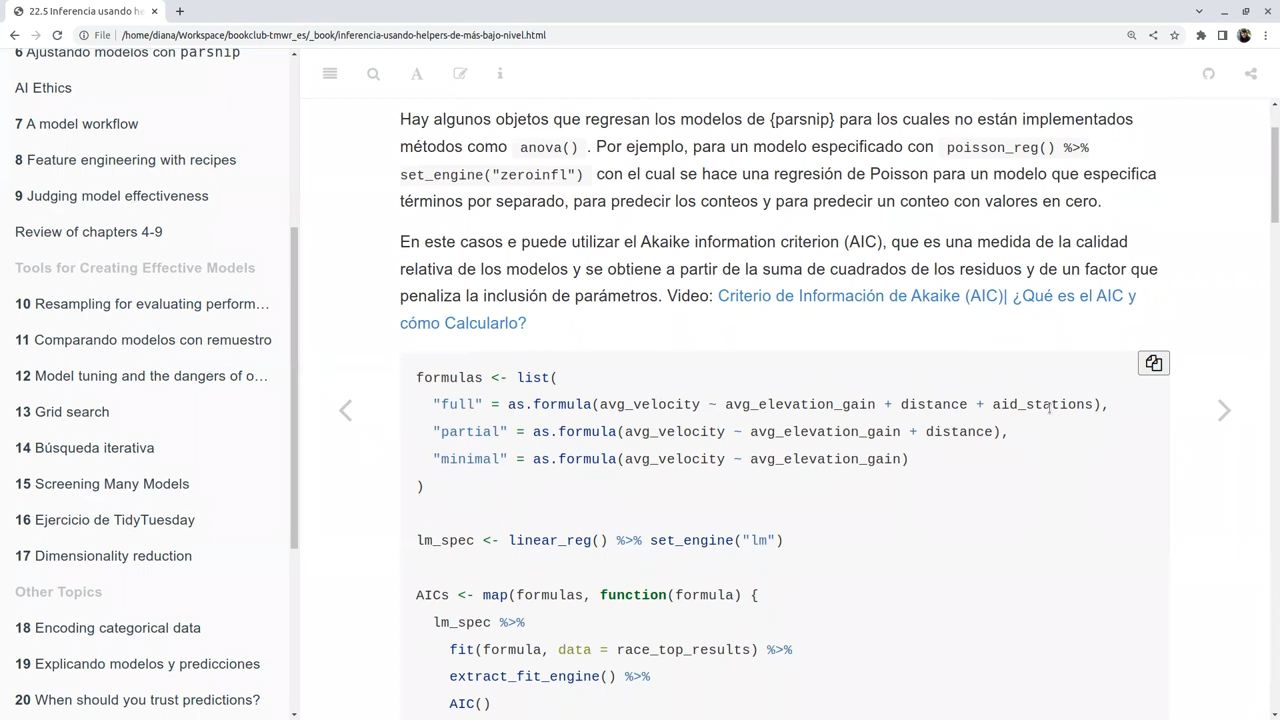 22.5 Inferencia usando he
File
/home/diana/Workspace/bookclub-tmwr_es/_book/inferencia-usando-helpers-de-más-bajo-nivel.html
6 Ajustando modelos con parsnip
AI Ethics
7 A model workflow
8 Feature engineering with recipes
9 Judging model effectiveness
Review of chapters 4-9
Tools for Creating Effective Models
10 Resampling for evaluating perform…
11 Comparando modelos con remuestro
12 Model tuning and the dangers of o…
13 Grid search
14 Búsqueda iterativa
15 Screening Many Models
16 Ejercicio de TidyTuesday
17 Dimensionality reduction
Other Topics
18 Encoding categorical data
19 Explicando modelos y predicciones
20 When should you trust predictions?
Hay algunos objetos que regresan los modelos de {parsnip} para los cuales no están implementados
métodos como anova() . Por ejemplo, para un modelo especificado con poisson_reg() %>%
set_engine("zeroinfl") con el cual se hace una regresión de Poisson para un modelo que especifica
términos por separado, para predecir los conteos y para predecir un conteo con valores en cero.
En este casos e puede utilizar el Akaike information criterion (AIC), que es una medida de la calidad
relativa de los modelos y se obtiene a partir de la suma de cuadrados de los residuos y de un factor que
penaliza la inclusión de parámetros. Video: Criterio de Información de Akaike (AIC)| ¿Qué es el AIC y
cómo Calcularlo?
formulas <- list(
"full" = as.formula(avg_velocity ~ avg_elevation_gain + distance + aid_stations),
"partial" = as.formula(avg_velocity ~ avg_elevation_gain + distance),
"minimal" = as.formula(avg_velocity ~ avg_elevation_gain)
)
lm_spec <- linear_reg() %>% set_engine("lm")
AICs <- map(formulas, function(formula) {
lm_spec %>%
fit(formula, data = race_top_results) %>%
extract_fit_engine() %>%
AIC()